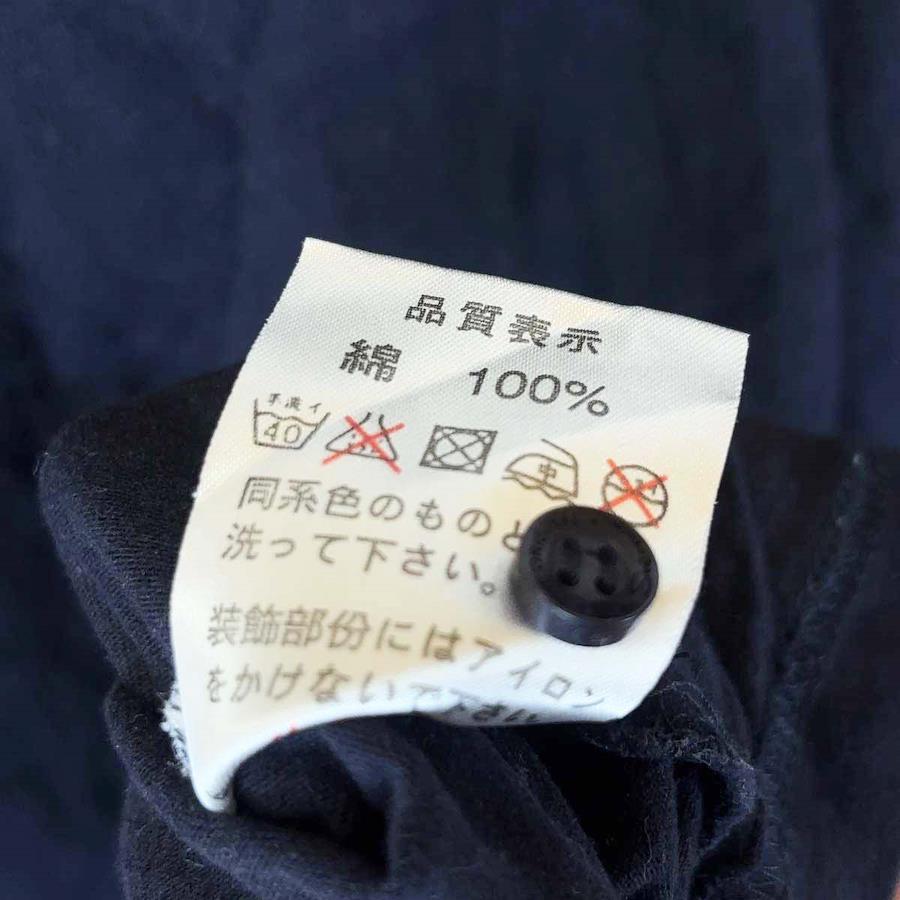 品質表示
綿 100%
手洗イ
40 中
同系色のものと
洗って下さい。
装飾部份にはアイロン
をかけないで下さい